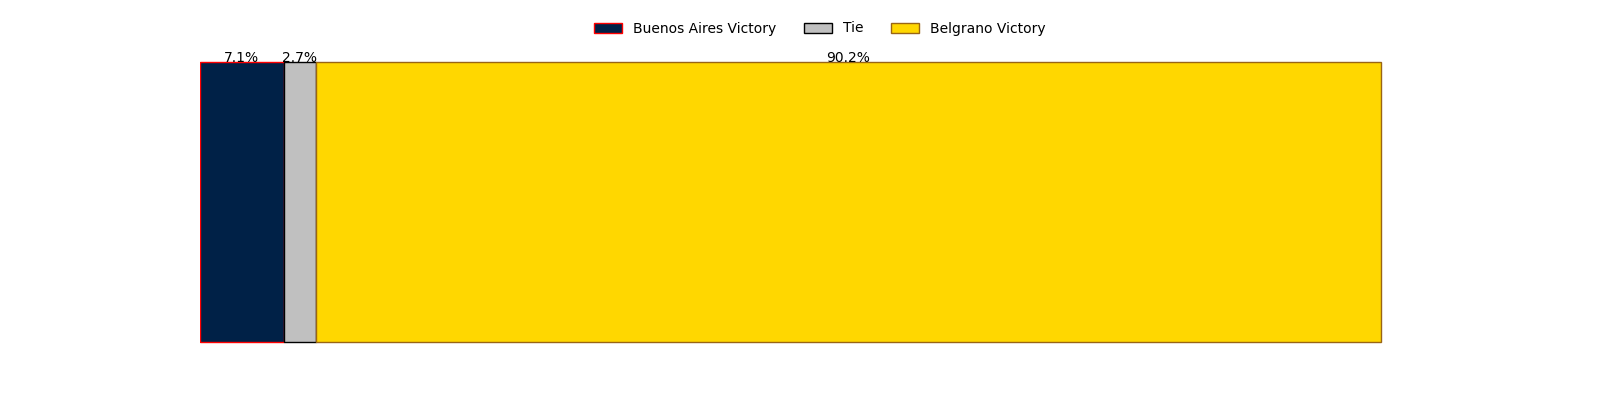 Buenos Aires Victory Tie Belgrano Victory
7.1% 2.7% 90.2%